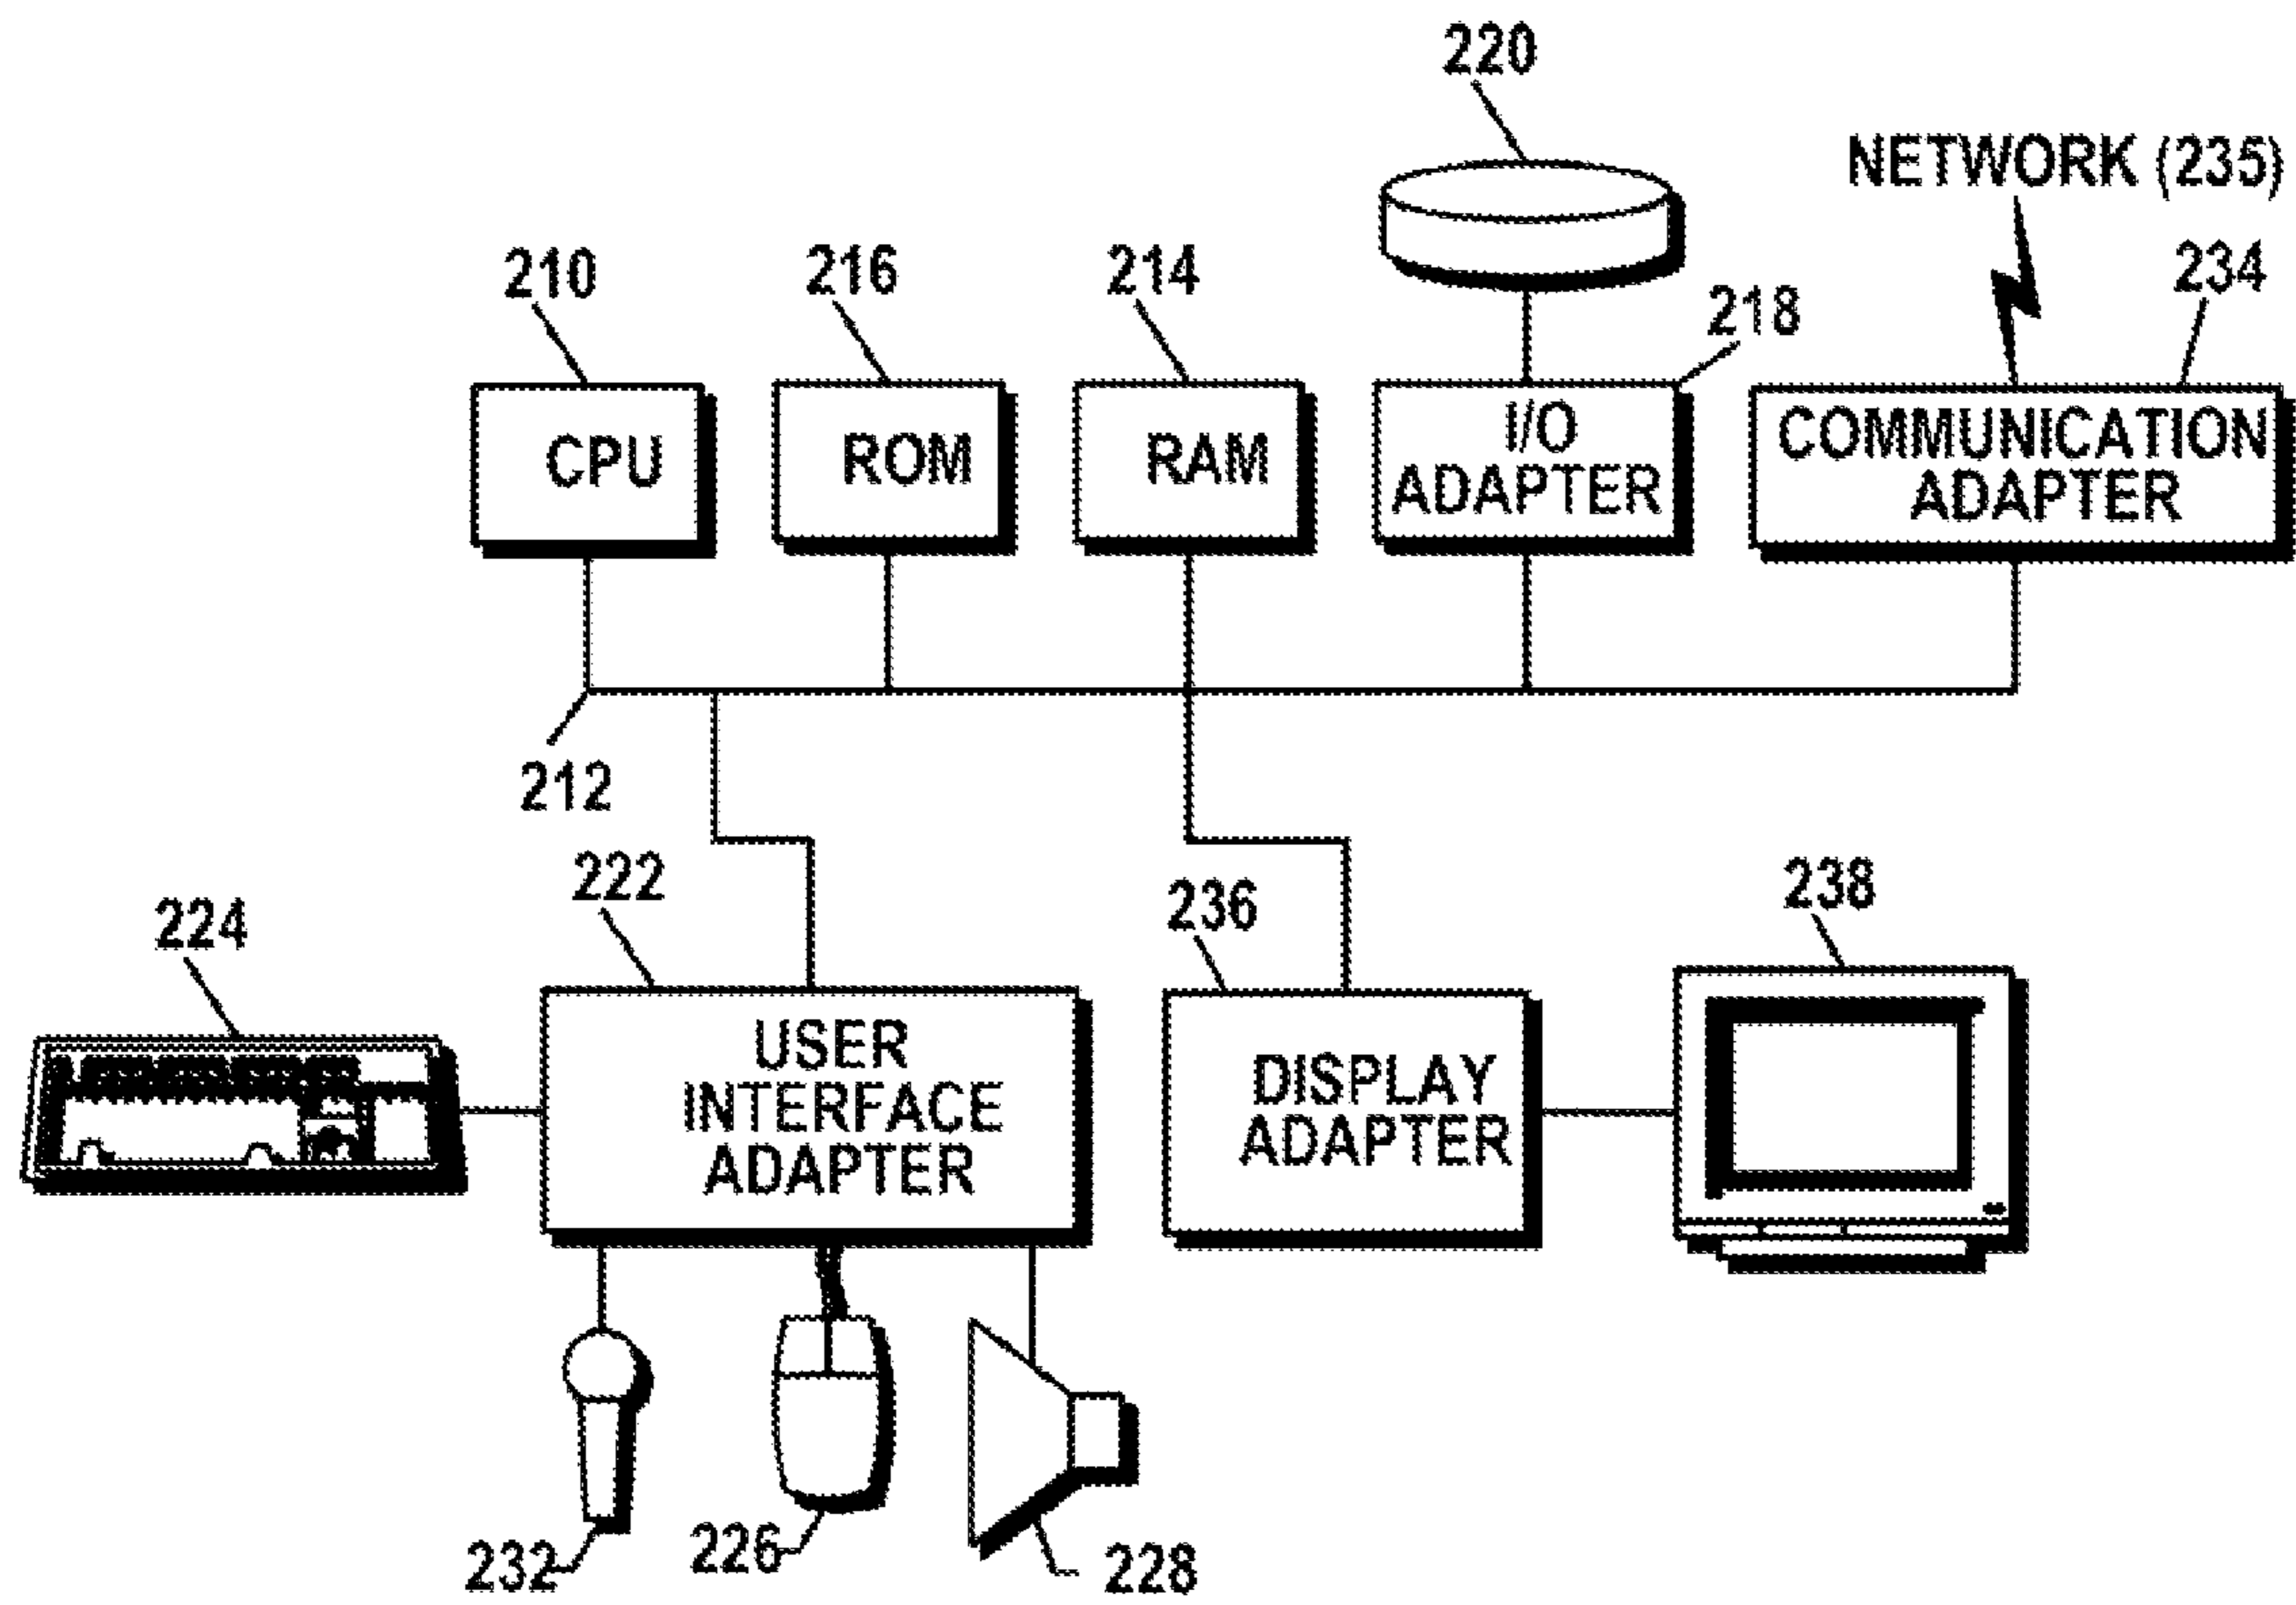 220
NETWORK (235)
210
216
214
218
234
CPU
ROM
RAM
I/O
ADAPTER
COMMUNICATION
ADAPTER
212
222
224
236
238
USER
INTERFACE
ADAPTER
DISPLAY
ADAPTER
232
226
228